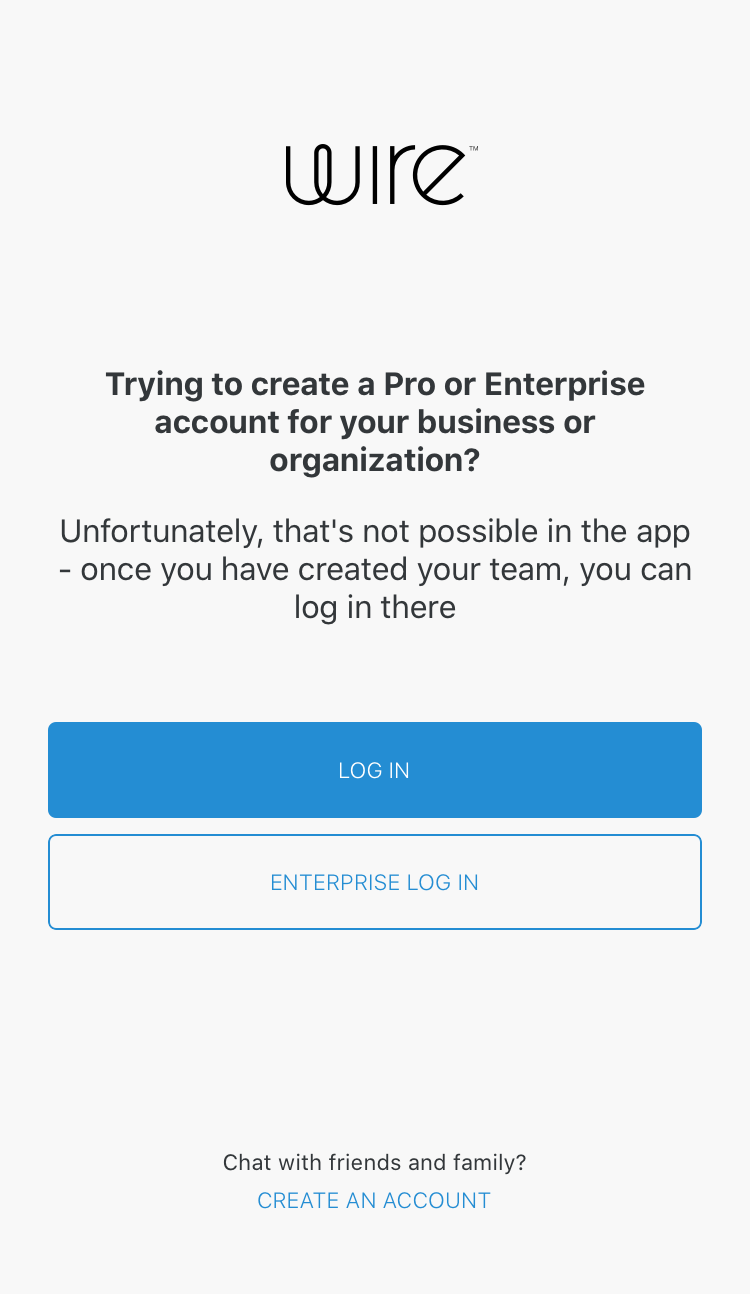 wire™
Trying to create a Pro or Enterprise
account for your business or
organization?
Unfortunately, that's not possible in the app
- once you have created your team, you can
log in there
LOG IN
ENTERPRISE LOG IN
Chat with friends and family?
CREATE AN ACCOUNT